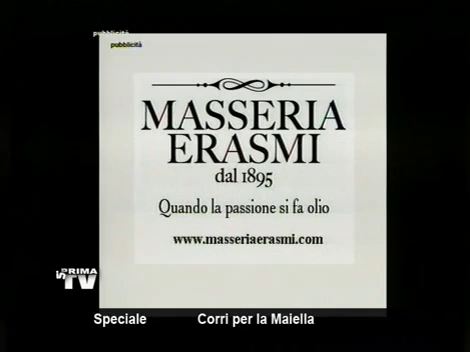 pubblicità
pubblicità
MASSERIA
ERASMI
dal 1895
Quando la passione si fa olio
www.masseriaerasmi.com
PRIMA
TV
Speciale Corri per la Maiella